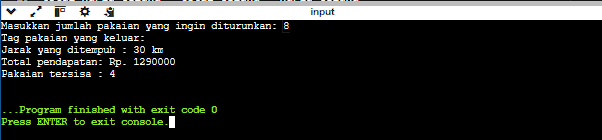 input
Masukkan jumlah pakaian yang ingin diturunkan: 8
Tag pakaian yang keluar:
Jarak yang ditempuh : 30 km
Total pendapatan: Rp. 1290000
Pakaian tersisa : 4
...Program finished with exit code 0
Press ENTER to exit console.